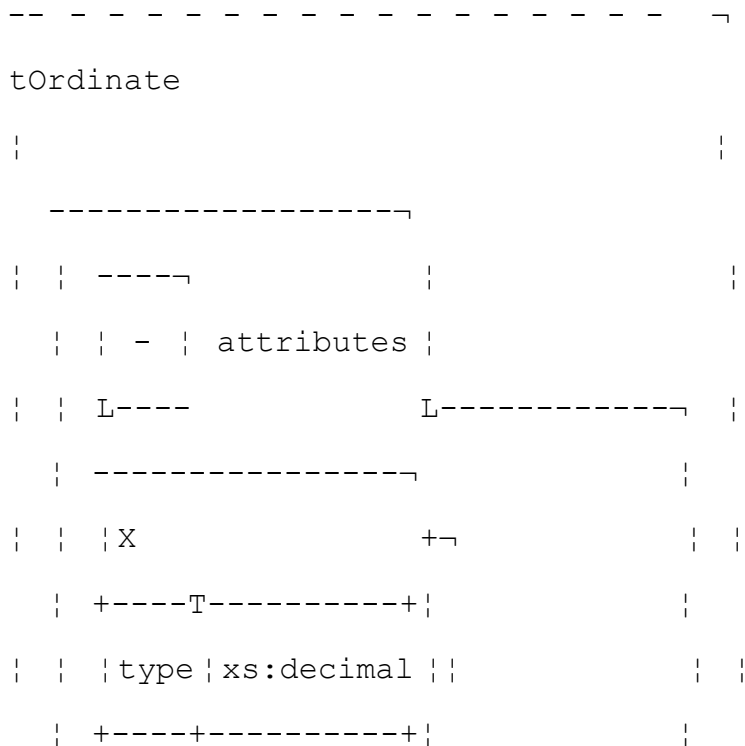 -- - - - - - - - - - - - - - - - ¬
tOrdinate
¦ ¦
------------------¬
¦ ¦ ----¬ ¦ ¦
¦ ¦ - ¦ attributes ¦
¦ ¦ L---- L------------¬ ¦
¦ ----------------¬ ¦
¦ ¦ ¦X +¬ ¦ ¦
¦ +----T----------+¦ ¦
¦ ¦ ¦type¦xs:decimal ¦¦ ¦ ¦
¦ +----+----------+¦ ¦